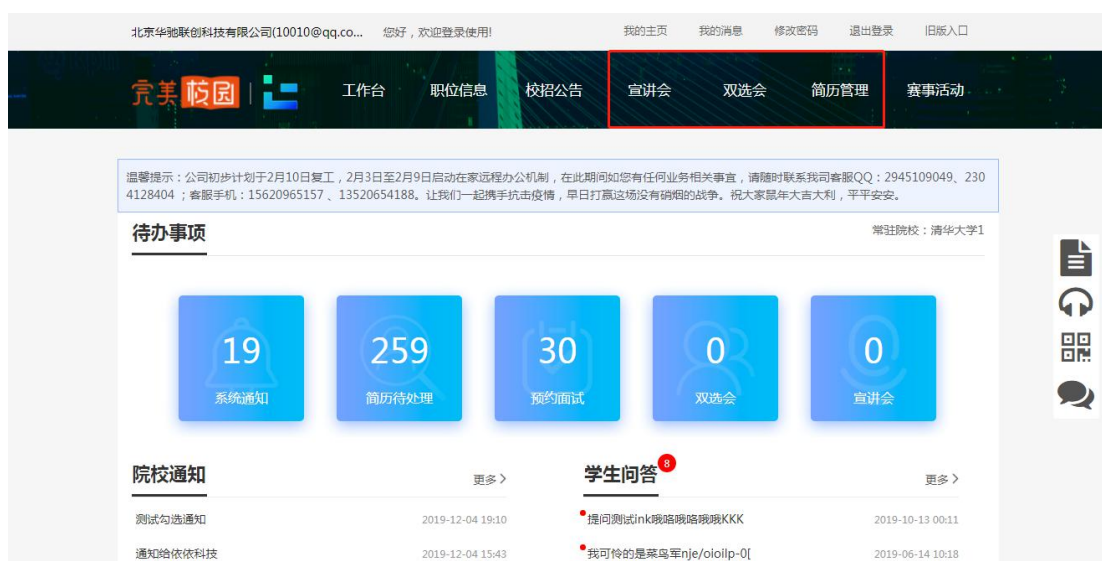 北京华驰联创科技有限公司(10010@qq.co... 您好，欢迎登录使用! 我的主页 我的消息 修改密码 退出登录 旧版入口
完美校园 工作台 职位信息 校招公告 宣讲会 双选会 简历管理 赛事活动
温馨提示：公司初步计划于2月10日复工，2月3日至2月9日启动在家远程办公机制，在此期间如您有任何业务相关事宜，请随时联系我司客服QQ：2945109049、230
4128404 ；客服手机：15620965157 、13520654188。让我们一起携手抗击疫情，早日打赢这场没有硝烟的战争。祝大家鼠年大吉大利，平平安安。
待办事项 常驻院校：清华大学1
19 259 30 0 0
系统通知 简历待处理 预约面试 双选会 宣讲会
院校通知 更多 学生问答 8 更多
测试勾选通知 2019-12-04 19:10 提问测试ink哦咯哦咯哦哦KKK 2019-10-13 00:11
通知给依依科技 2019-12-04 15:43 我可怜的是菜鸟军nje/oioilp-0[ 2019-06-14 10:18